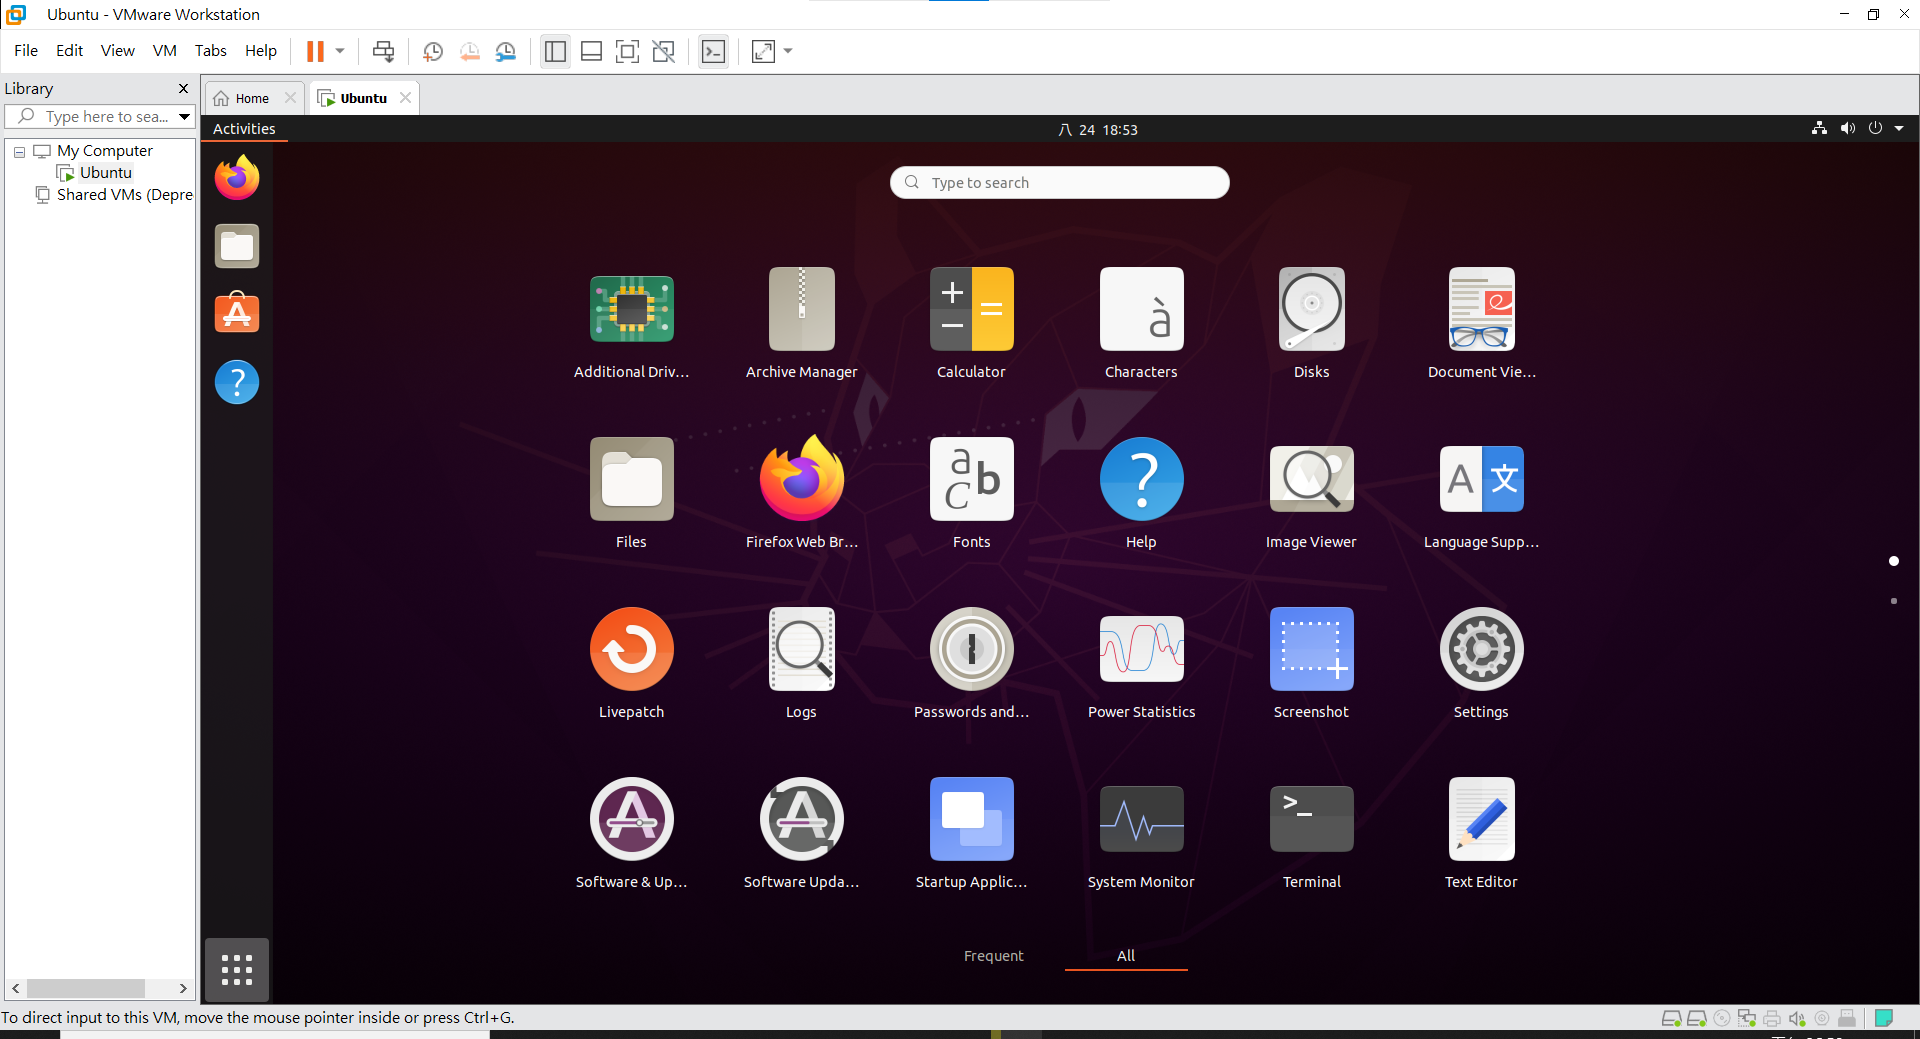 Ubuntu - VMware Workstation
File Edit View VM Tabs Help
Library
Type here to sea...
My Computer
Ubuntu
Shared VMs (Depre
Home
Ubuntu
Activities
八 24 18:53
Type to search
Additional Driv...
Archive Manager
Calculator
Characters
Disks
Document Vie...
Files
Firefox Web Br...
Fonts
Help
Image Viewer
Language Supp...
Livepatch
Logs
Passwords and...
Power Statistics
Screenshot
Settings
Software & Up...
Software Upda...
Startup Applic...
System Monitor
Terminal
Text Editor
Frequent
All
To direct input to this VM, move the mouse pointer inside or press Ctrl+G.